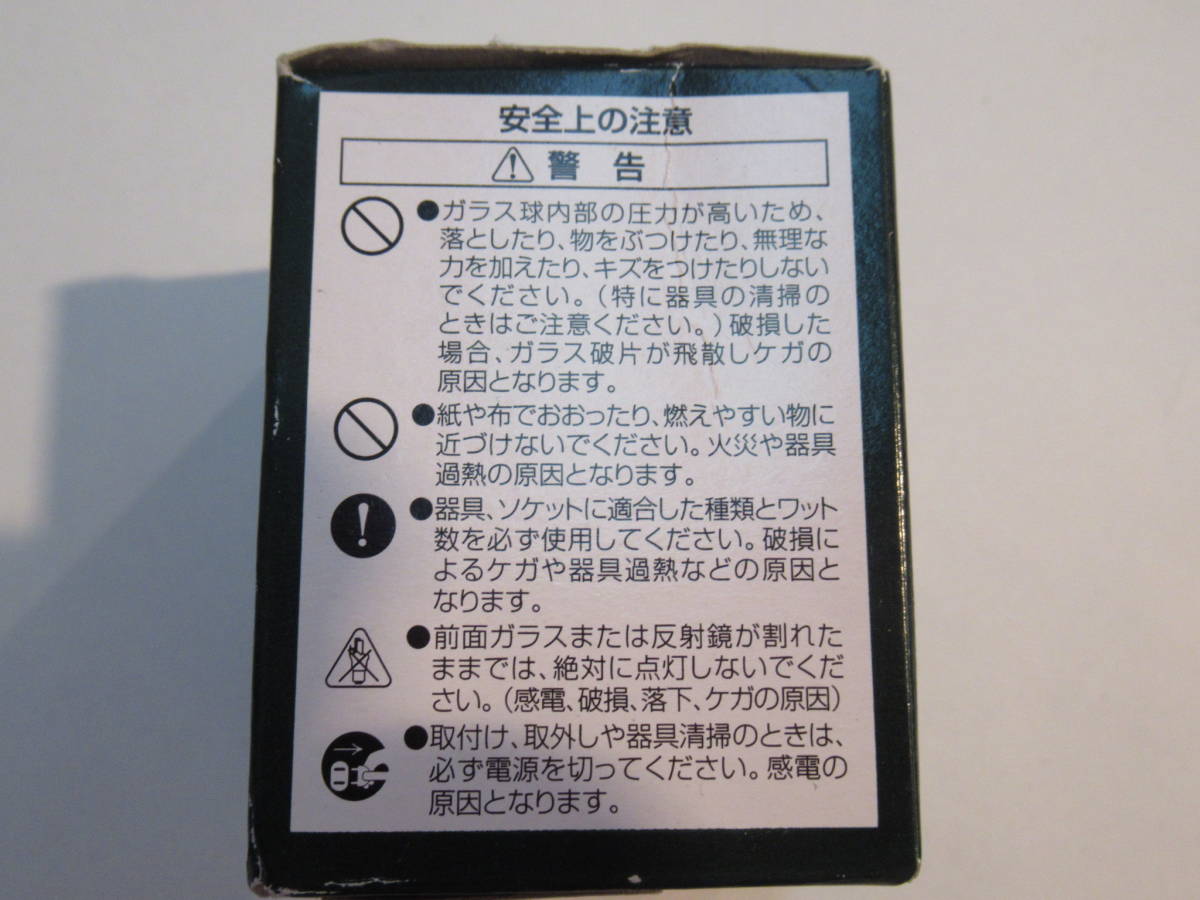 安全上の注意
警告
●ガラス球内部の圧力が高いため、
落としたり、物をぶつけたり、無理な
力を加えたり、キズをつけたりしない
でください。(特に器具の清掃の
ときはご注意ください。)破損した
場合、ガラス破片が飛散しケガの
原因となります。
●紙や布でおおったり、燃えやすい物に
近づけないでください。火災や器具
過熱の原因となります。
●器具、ソケットに適合した種類とワット
数を必ず使用してください。破損に
よるケガや器具過熱などの原因と
なります。
●前面ガラスまたは反射鏡が割れた
ままでは、絶対に点灯しないでくだ
さい。(感電、破損、落下、ケガの原因)
●取付け、取外しや器具清掃のときは、
必ず電源を切ってください。感電の
原因となります。